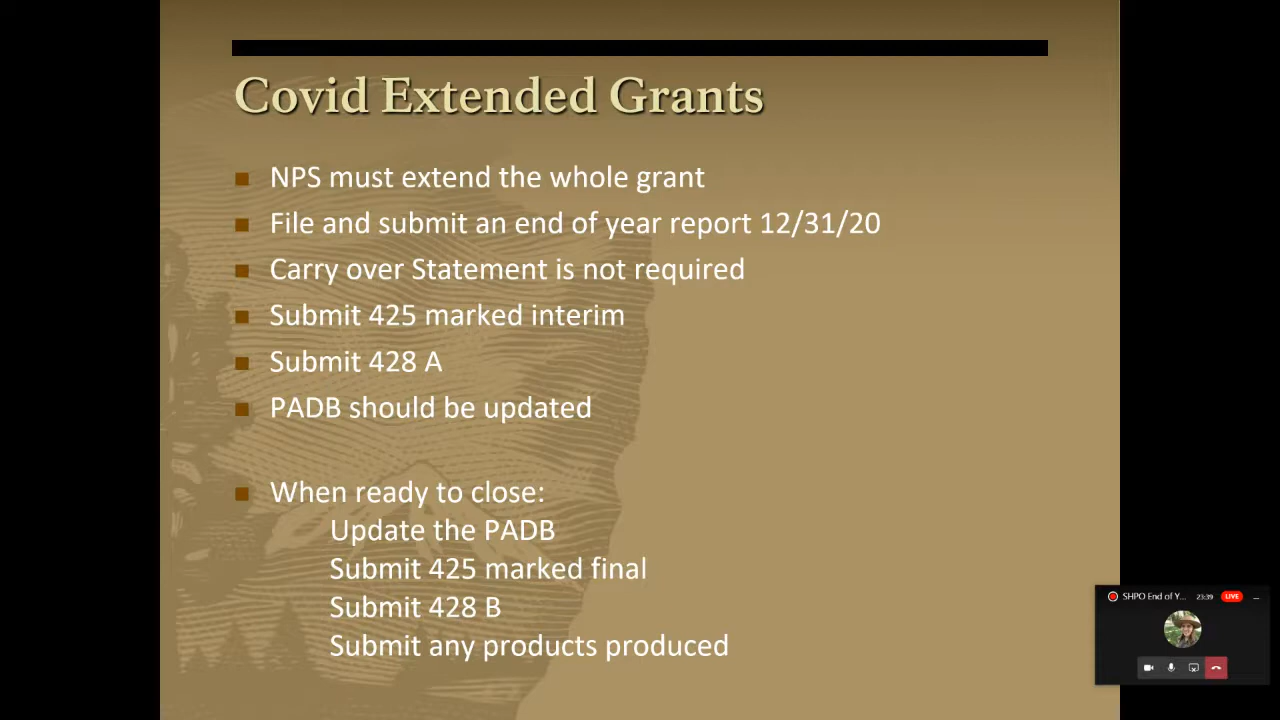 Covid Extended Grants
NPS must extend the whole grant
File and submit an end of year report 12/31/20
Carry over Statement is not required
Submit 425 marked interim
Submit 428 A
PADB should be updated
When ready to close:
Update the PADB
Submit 425 marked final
Submit 428 B
Submit any products produced
SHPO End of Y... 23:39 LIVE